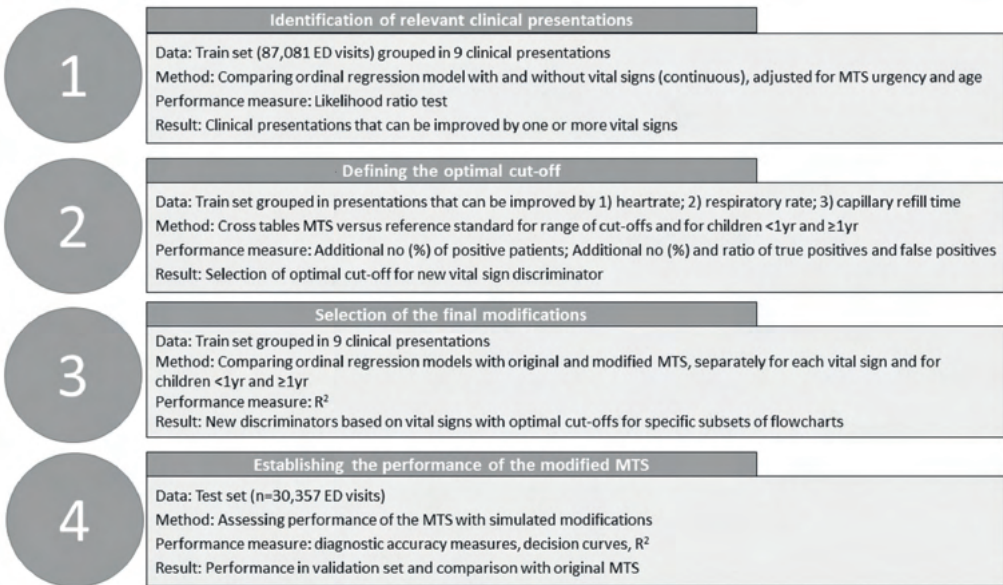 1
Identification of relevant clinical presentations
Data: Train set (87,081 ED visits) grouped in 9 clinical presentations
Method: Comparing ordinal regression model with and without vital signs (continuous), adjusted for MTS urgency and age
Performance measure: Likelihood ratio test
Result: Clinical presentations that can be improved by one or more vital signs
2
Defining the optimal cut-off
Data: Train set grouped in presentations that can be improved by 1) heartrate; 2) respiratory rate; 3) capillary refill time
Method: Cross tables MTS versus reference standard for range of cut-offs and for children <1yr and ≥1yr
Performance measure: Additional no (%) of positive patients; Additional no (%) and ratio of true positives and false positives
Result: Selection of optimal cut-off for new vital sign discriminator
3
Selection of the final modifications
Data: Train set grouped in 9 clinical presentations
Method: Comparing ordinal regression models with original and modified MTS, separately for each vital sign and for
children <1yr and ≥1yr
Performance measure: R²
Result: New discriminators based on vital signs with optimal cut-offs for specific subsets of flowcharts
4
Establishing the performance of the modified MTS
Data: Test set (n=30,357 ED visits)
Method: Assessing performance of the MTS with simulated modifications
Performance measure: diagnostic accuracy measures, decision curves, R²
Result: Performance in validation set and comparison with original MTS